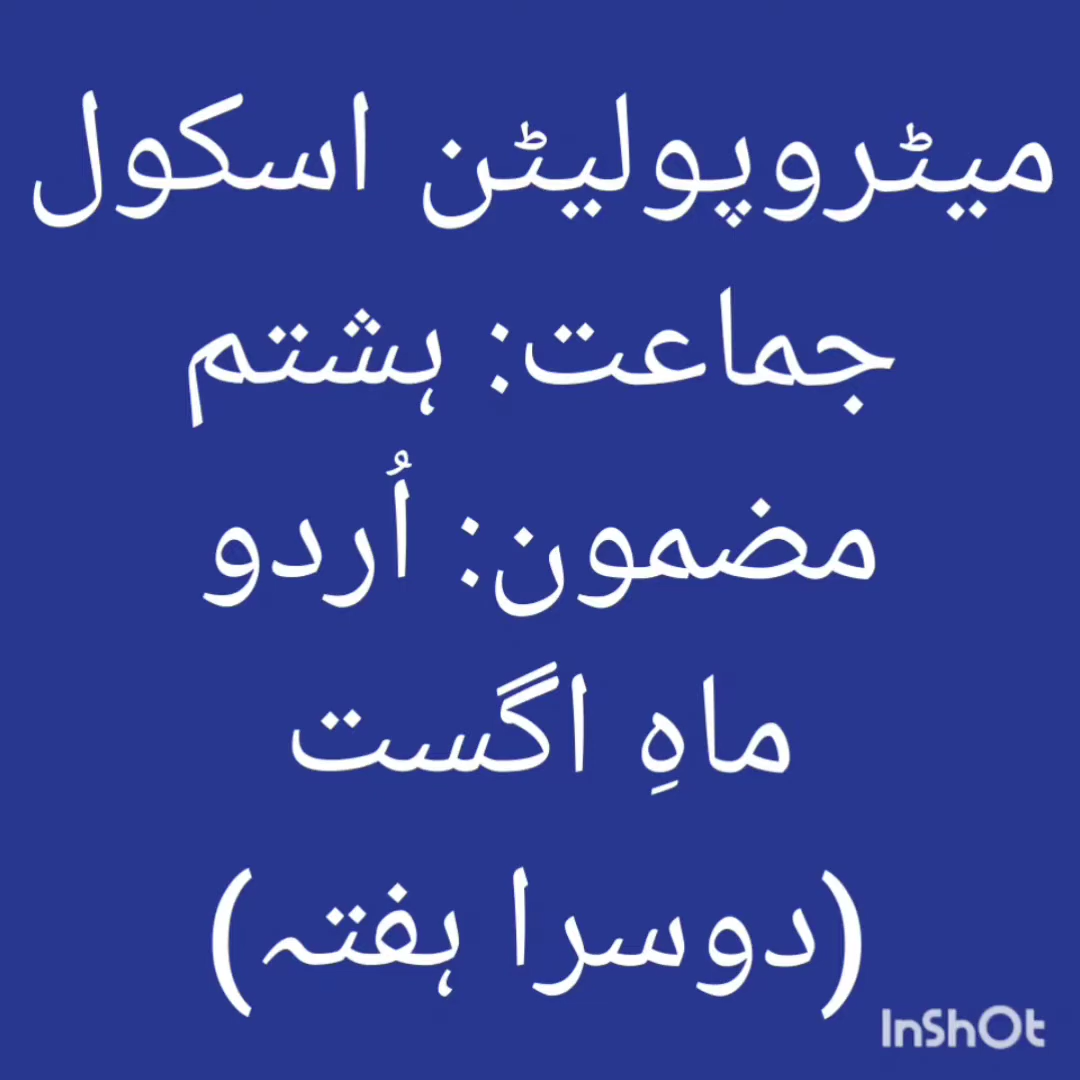 میٹروپولیٹن اسکول
جماعت: ہشتم
مضمون: اُردو
ماہِ اگست
(دوسرا ہفتہ)
InShOt